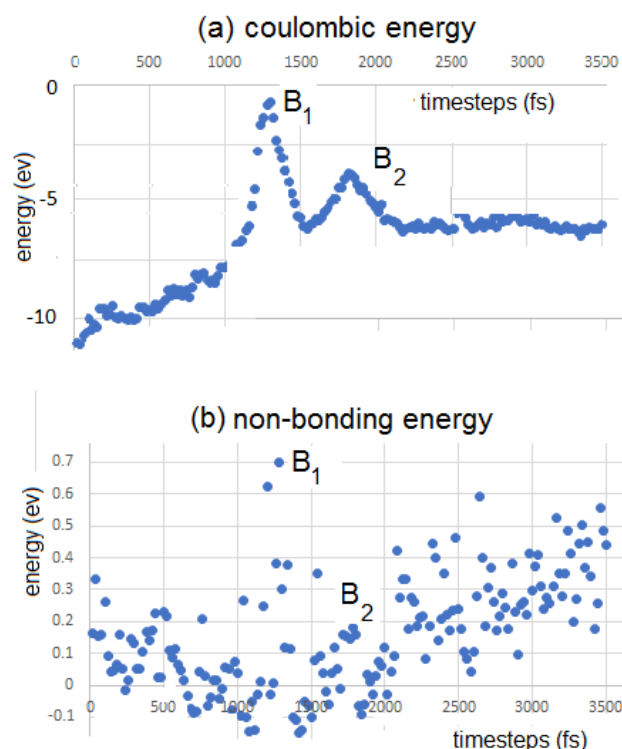 (a) coulombic energy
0 500 1000 1500 2000 2500 3000 3500
0
timesteps (fs)
B1
B2
energy (ev)
-5
-10
(b) non-bonding energy
0.7
B1
0.6
0.5
energy (ev)
0.4
0.3
B2
0.2
0.1
0
0 500 1000 1500 2000 2500 3000 3500
-0.1
timesteps (fs)